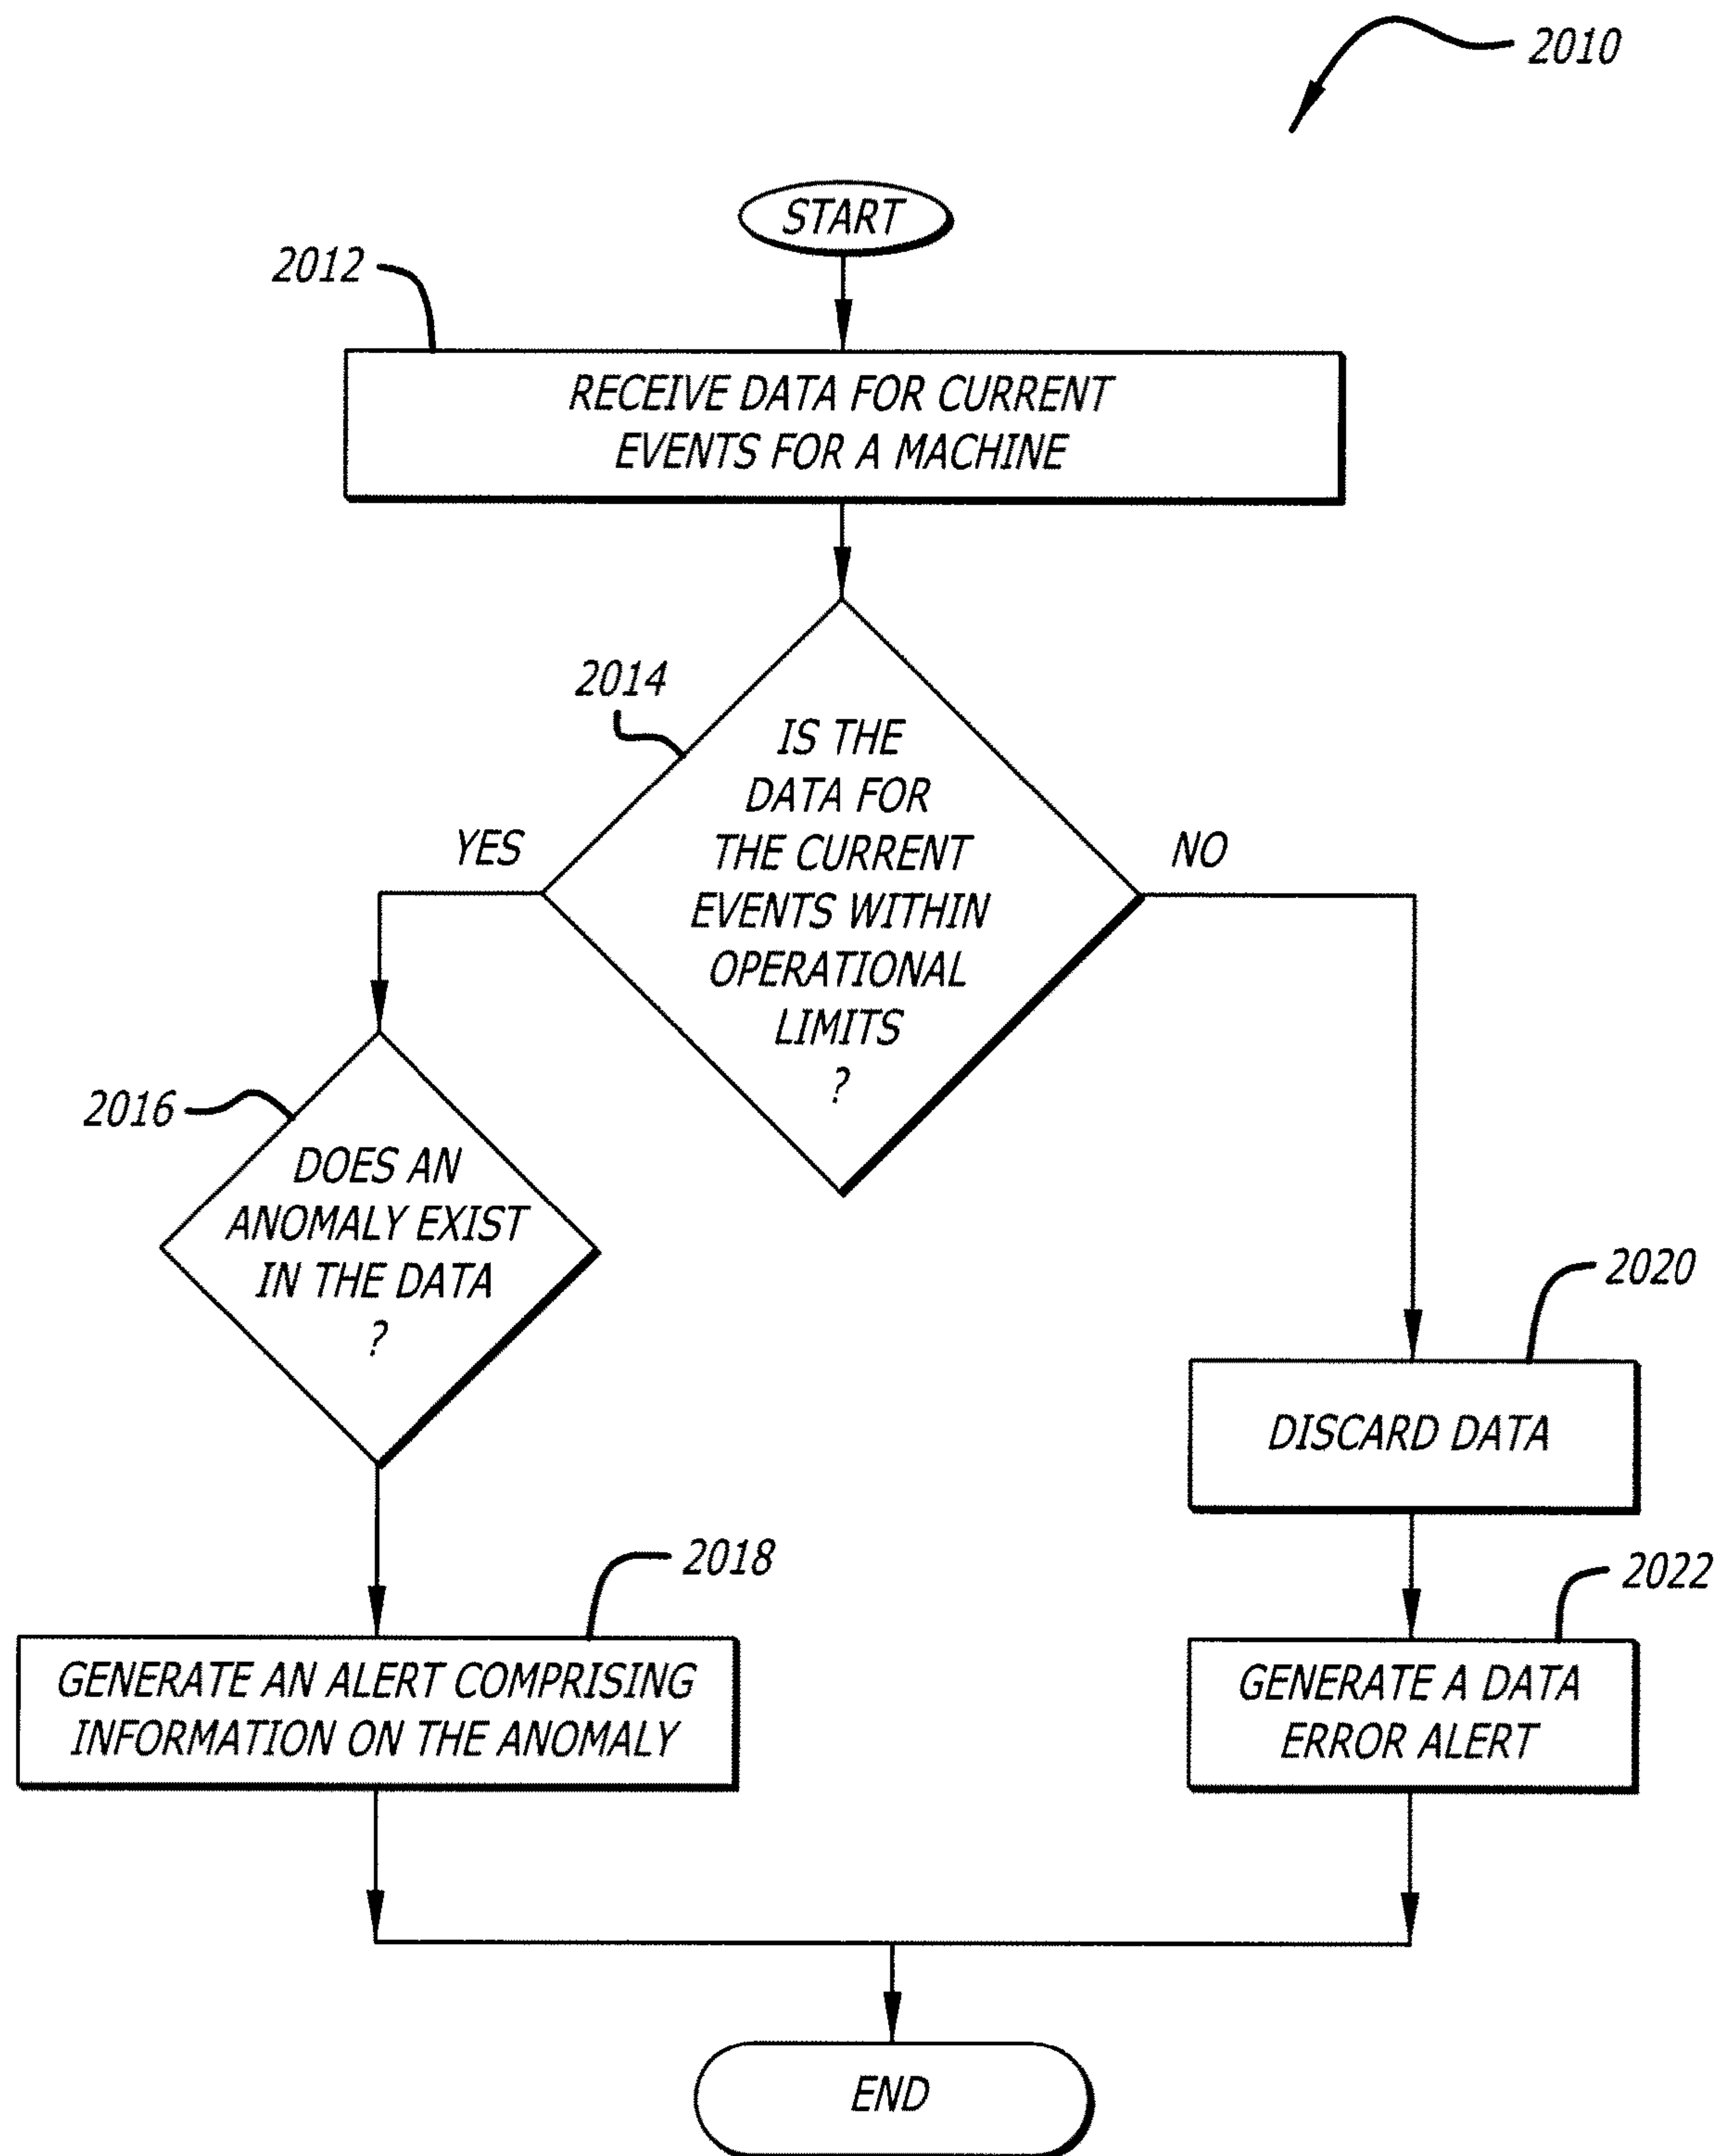 2010
START
2012
RECEIVE DATA FOR CURRENT
EVENTS FOR A MACHINE
2014
IS THE
DATA FOR
THE CURRENT
EVENTS WITHIN
OPERATIONAL
LIMITS
?
YES
NO
2016
DOES AN
ANOMALY EXIST
IN THE DATA
?
2020
DISCARD DATA
2018
GENERATE AN ALERT COMPRISING
INFORMATION ON THE ANOMALY
2022
GENERATE A DATA
ERROR ALERT
END